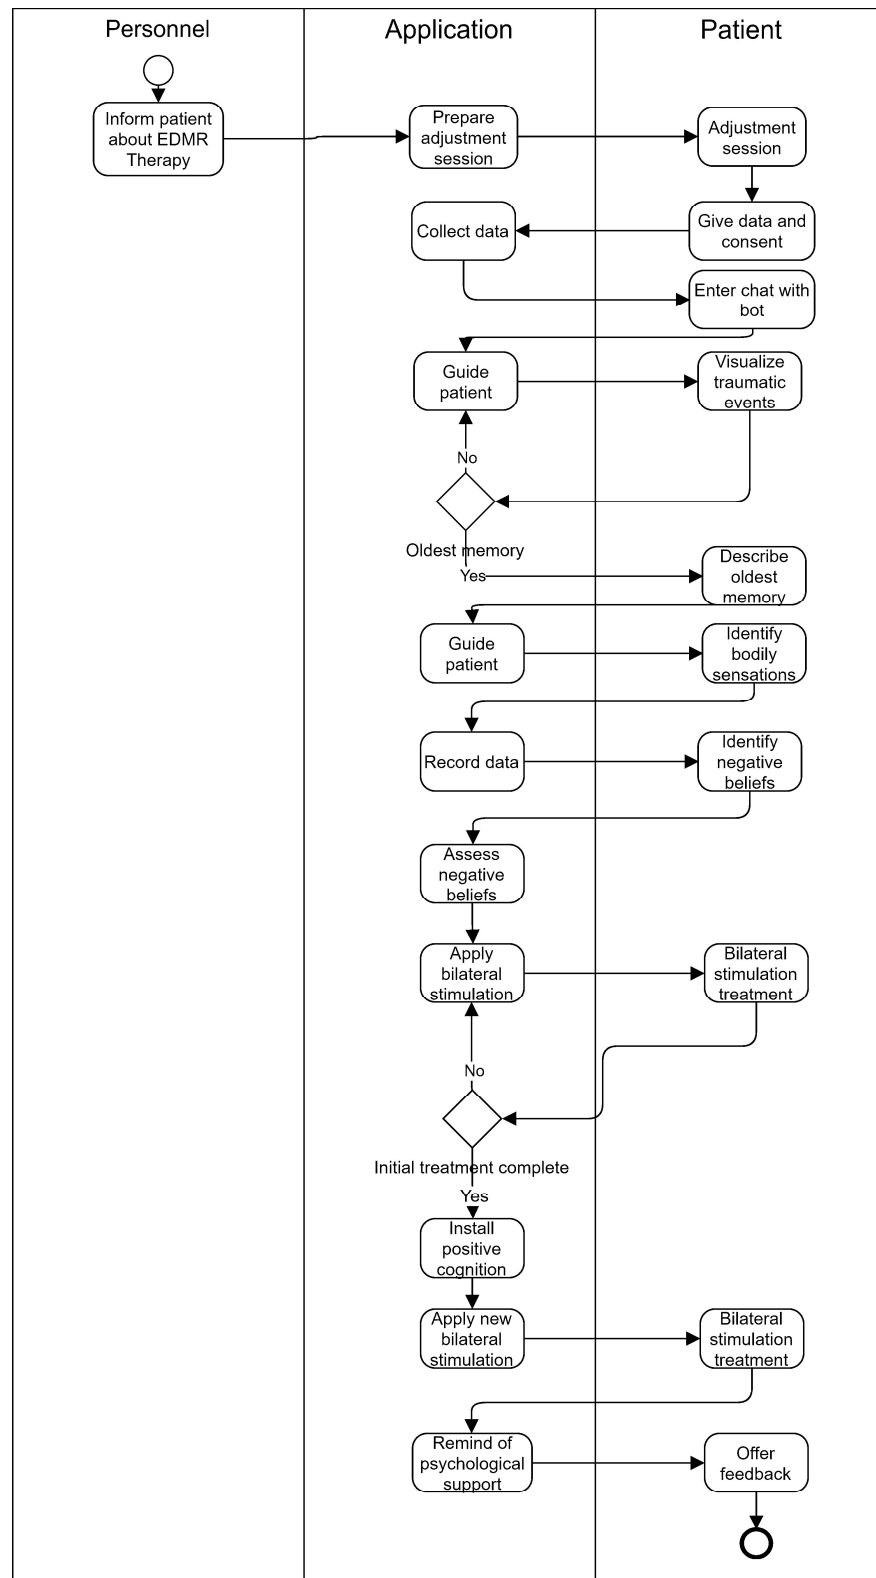 Personnel
Application
Patient
Inform patient
about EDMR
Therapy
Prepare
adjustment
session
Adjustment
session
Collect data
Give data and
consent
Enter chat with
bot
Guide
patient
Visualize
traumatic
events
No
Oldest memory
Yes
Describe
oldest
memory
Guide
patient
Identify
bodily
sensations
Record data
Identify
negative
beliefs
Assess
negative
beliefs
Apply
bilateral
stimulation
Bilateral
stimulation
treatment
No
Initial treatment complete
Yes
Install
positive
cognition
Apply new
bilateral
stimulation
Bilateral
stimulation
treatment
Remind of
psychological
support
Offer
feedback